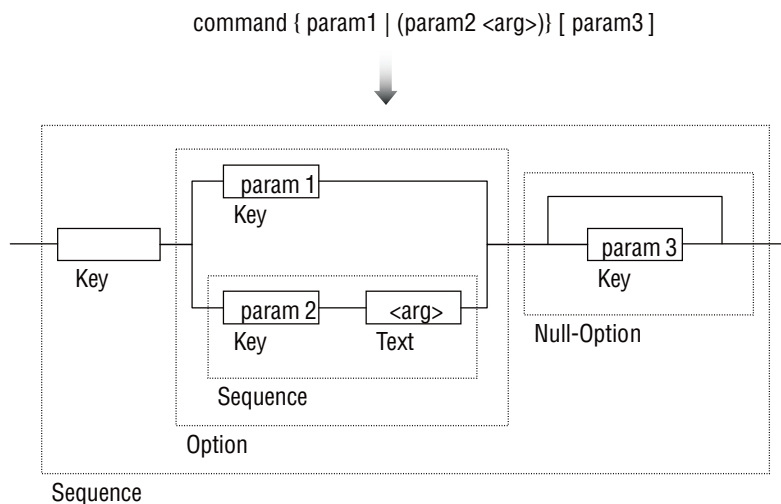 command { param1 | (param2 <arg>)} [ param3 ]
param 1
Key
param 3
Key
Key
param 2
<arg>
Key
Text
Null-Option
Sequence
Option
Sequence